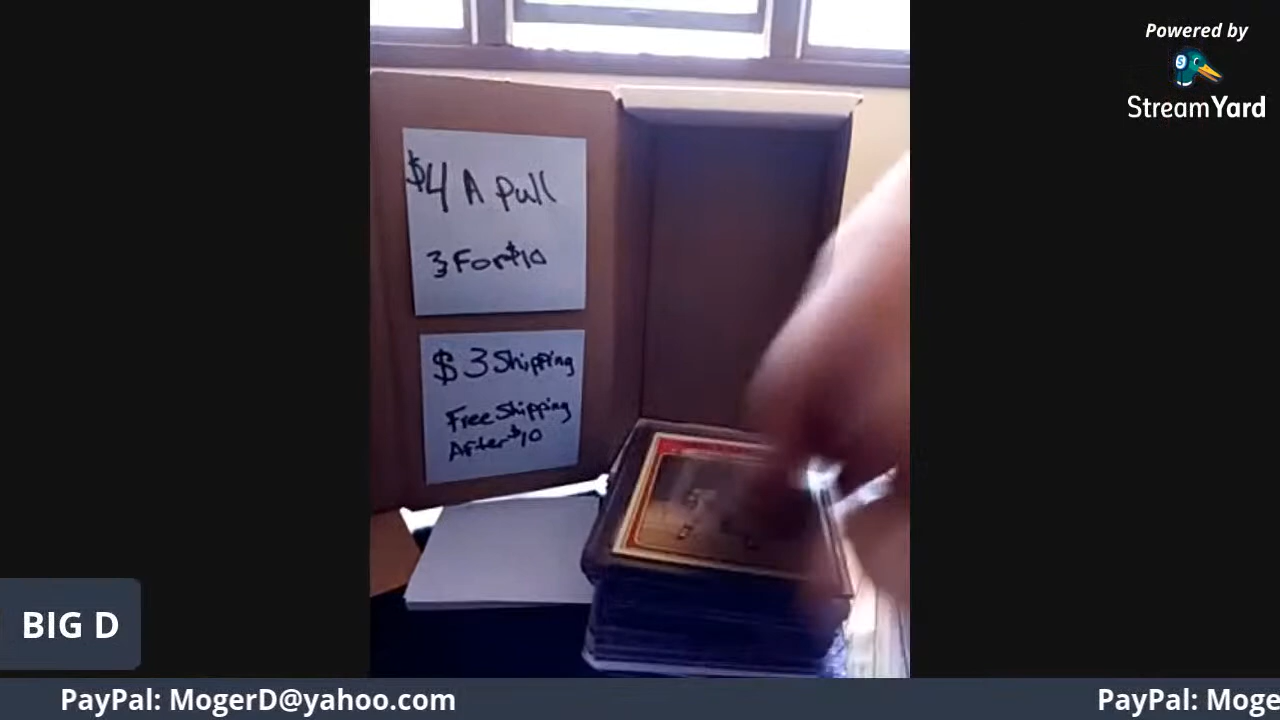 Powered by
StreamYard
$4 A Pull
3 For $10
$3 Shipping
Free Shipping
After $10
BIG D
PayPal: MogerD@yahoo.com
PayPal: Moge